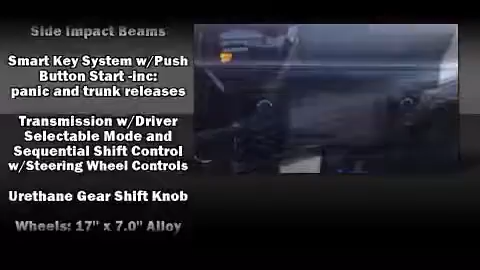 Side Impact Beams
Smart Key System w/Push
Button Start -inc:
panic and trunk releases
Transmission w/Driver
Selectable Mode and
Sequential Shift Control
w/Steering Wheel Controls
Urethane Gear Shift Knob
Wheels: 17" x 7.0" Alloy